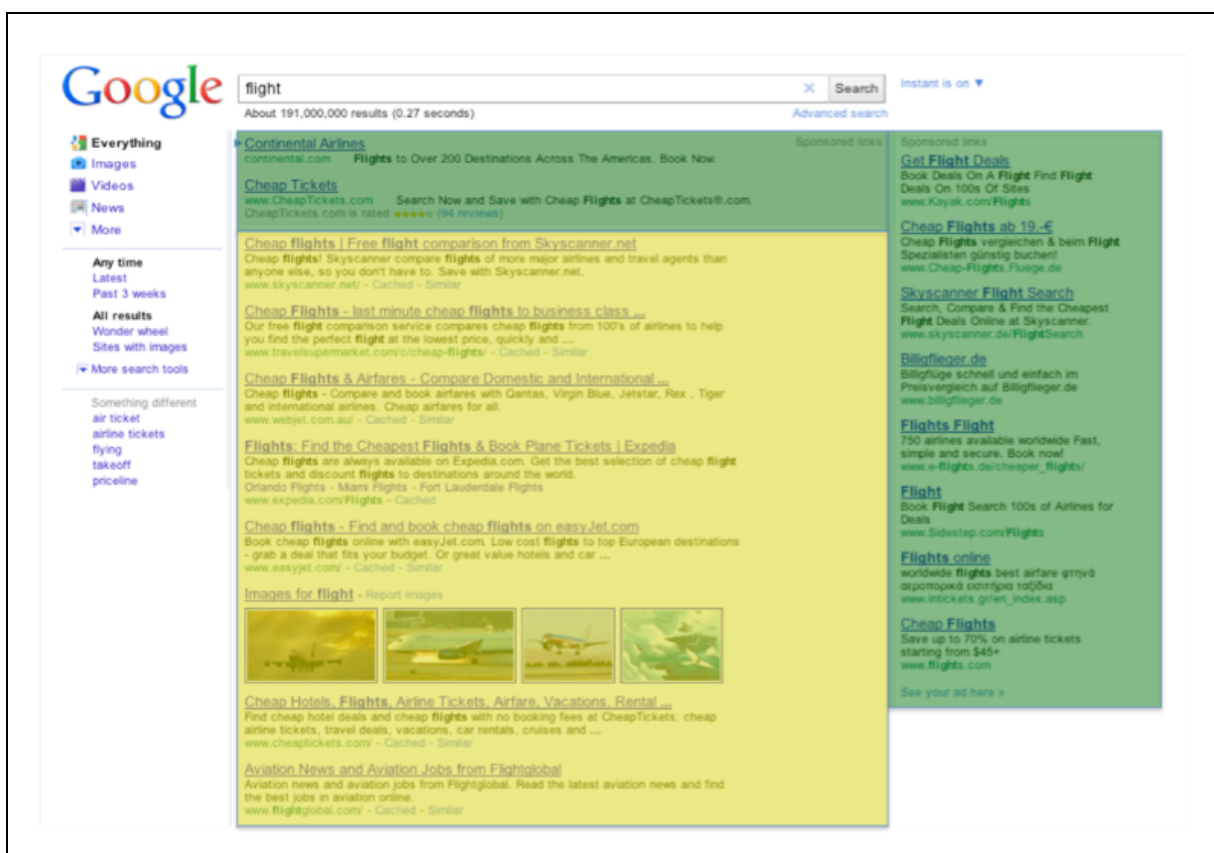 Google
flight
Search
Instant is on ▼
About 191,000,000 results (0.27 seconds)
Advanced search
Everything
Images
Videos
News
More
Any time
Latest
Past 3 weeks
All results
Wonder wheel
Sites with images
More search tools
Something different
air ticket
airline tickets
flying
takeoff
priceline
Continental Airlines
Sponsored links
continental.com Flights to Over 200 Destinations Across The Americas. Book Now.
Cheap Tickets
www.CheapTickets.com Search Now and Save with Cheap Flights at CheapTickets®.com.
CheapTickets.com is rated ★★★★☆ (94 reviews)
Cheap flights | Free flight comparison from Skyscanner.net
Cheap flights! Skyscanner compare flights of more major airlines and travel agents than
anyone else, so you don't have to. Save with Skyscanner.net.
www.skyscanner.net/ - Cached - Similar
Cheap Flights - last minute cheap flights to business class ...
Our free flight comparison service compares cheap flights from 100's of airlines to help
you find the perfect flight at the lowest price, quickly and ...
www.travelsupermarket.com/c/cheap-flights/ - Cached - Similar
Cheap Flights & Airfares - Compare Domestic and International ...
Cheap flights - Compare and book airfares with Qantas, Virgin Blue, Jetstar, Rex , Tiger
and international airlines. Cheap airfares for all.
www.webjet.com.au/ - Cached - Similar
Flights: Find the Cheapest Flights & Book Plane Tickets | Expedia
Cheap flights are always available on Expedia.com. Get the best selection of cheap flight
tickets and discount flights to destinations around the world.
Orlando Flights - Miami Flights - Fort Lauderdale Flights
www.expedia.com/Flights - Cached
Cheap flights - Find and book cheap flights on easyJet.com
Book cheap flights online with easyJet.com. Low cost flights to top European destinations
- grab a deal that fits your budget. Or great value hotels and car ...
www.easyjet.com/ - Cached - Similar
Images for flight - Report images
Cheap Hotels, Flights, Airline Tickets, Airfare, Vacations, Rental ...
Find cheap hotel deals and cheap flights with no booking fees at CheapTickets: cheap
airline tickets, travel deals, vacations, car rentals, cruises and ...
www.cheaptickets.com/ - Cached - Similar
Aviation News and Aviation Jobs from Flightglobal
Aviation news and aviation jobs from Flightglobal. Read the latest aviation news and find
the best jobs in aviation online.
www.flightglobal.com/ - Cached - Similar
Sponsored links
Get Flight Deals
Book Deals On A Flight Find Flight
Deals On 100s Of Sites
www.Kayak.com/Flights
Cheap Flights ab 19.-€
Cheap Flights vergleichen & beim Flight
Spezialisten günstig buchen!
www.Cheap-Flights.Fluege.de
Skyscanner Flight Search
Search, Compare & Find the Cheapest
Flight Deals Online at Skyscanner.
www.skyscanner.de/FlightSearch
Billigflieger.de
Billigflüge schnell und einfach im
Preisvergleich auf Billigflieger.de
www.billigflieger.de
Flights Flight
750 airlines available worldwide Fast,
simple and secure. Book now!
www.e-flights.de/cheaper_flights/
Flight
Book Flight Search 100s of Airlines for
Deals
www.Sidestep.com/Flights
Flights online
worldwide flights best airfare φτηνά
αεροπορικά εισιτήρια ταξίδια
www.intickets.gr/en_index.asp
Cheap Flights
Save up to 70% on airline tickets
starting from $45+
www.flights.com
See your ad here »